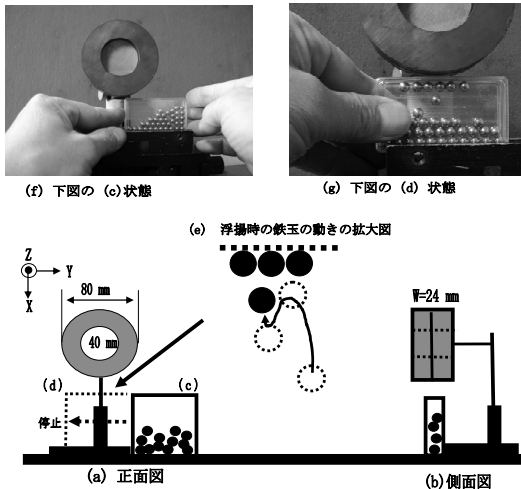 (f) 下図の (c)状態
(g) 下図の (d) 状態
(e) 浮揚時の鉄玉の動きの拡大図
Z
Y
X
80 mm
40 mm
W=24 mm
(d)
(c)
停止
(a) 正面図
(b)側面図